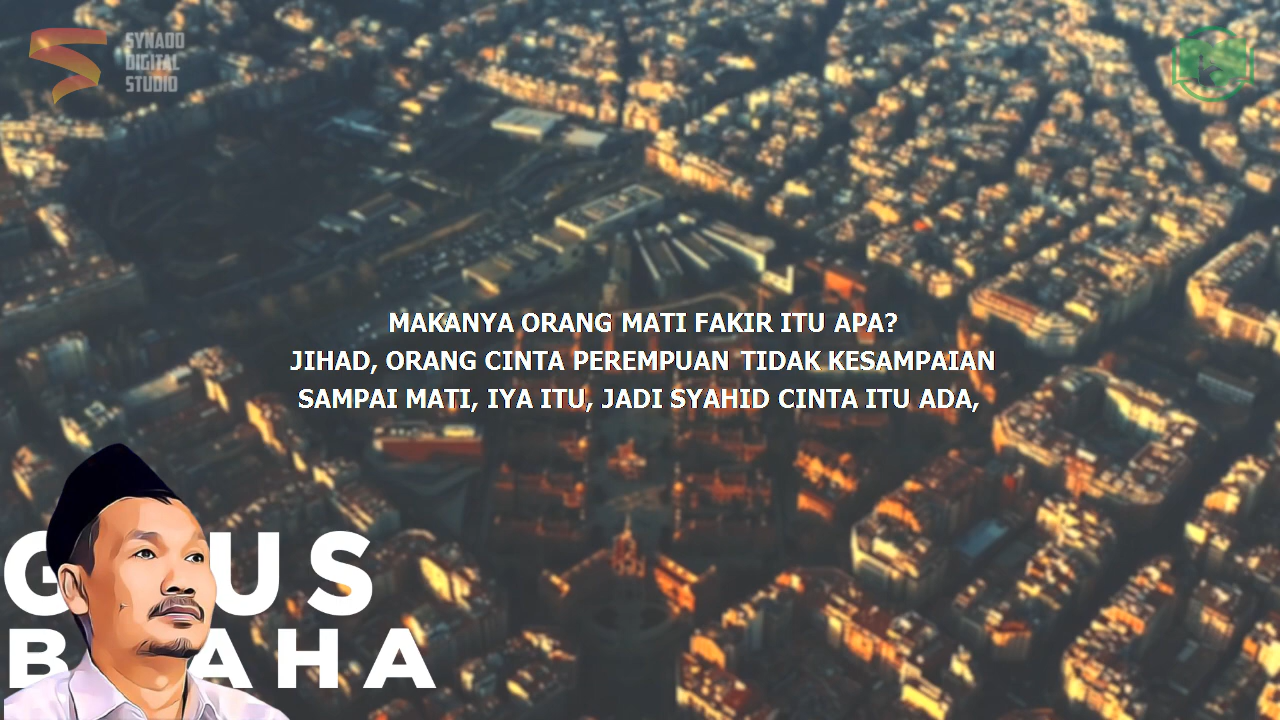 SYNADO
DIGITAL
STUDIO
MAKANYA ORANG MATI FAKIR ITU APA?
JIHAD, ORANG CINTA PEREMPUAN TIDAK KESAMPAIAN
SAMPAI MATI, IYA ITU, JADI SYAHID CINTA ITU ADA,
GUS
BAHA